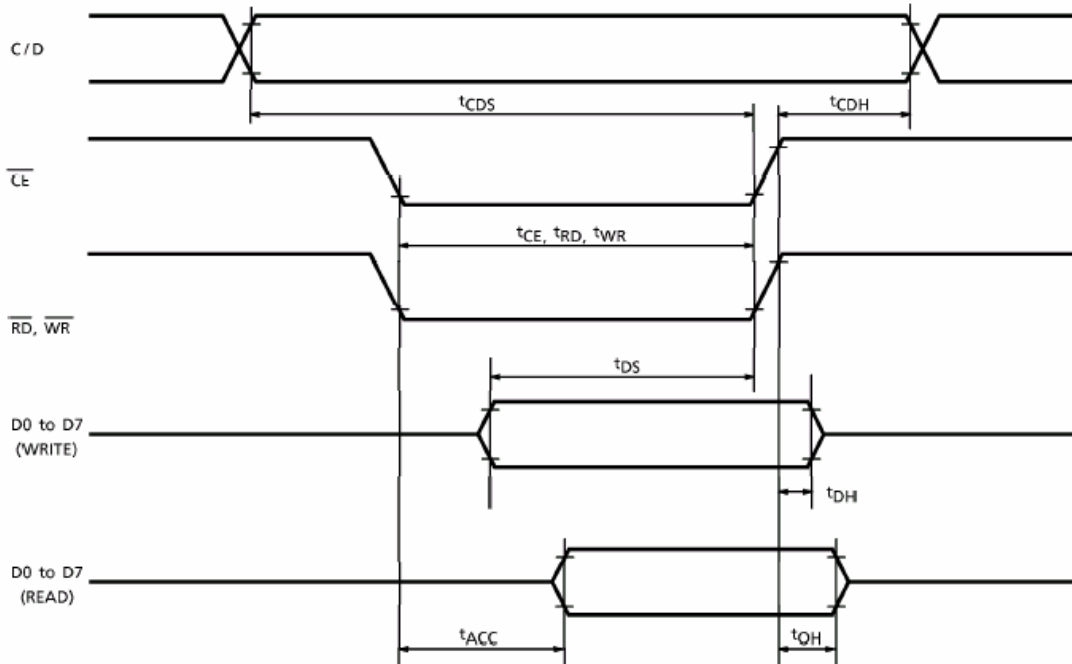 C/D
tCDS
tCDH
CE
tCE, tRD, tWR
RD, WR
tDS
D0 to D7
(WRITE)
tDH
D0 to D7
(READ)
tACC
tOH